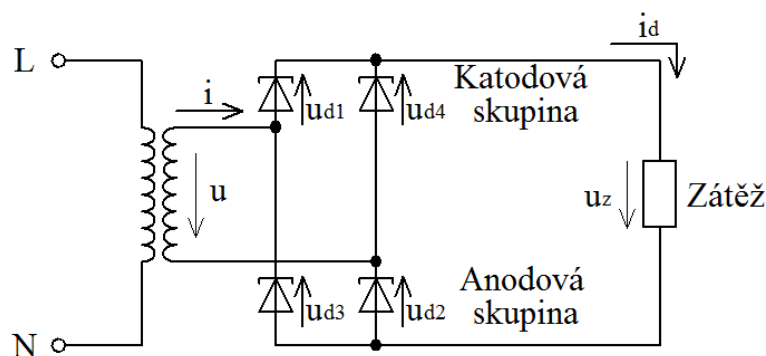 L
i
u
N
ud1
ud4
Katodová
skupina
id
uz
Zátěž
ud3
ud2
Anodová
skupina